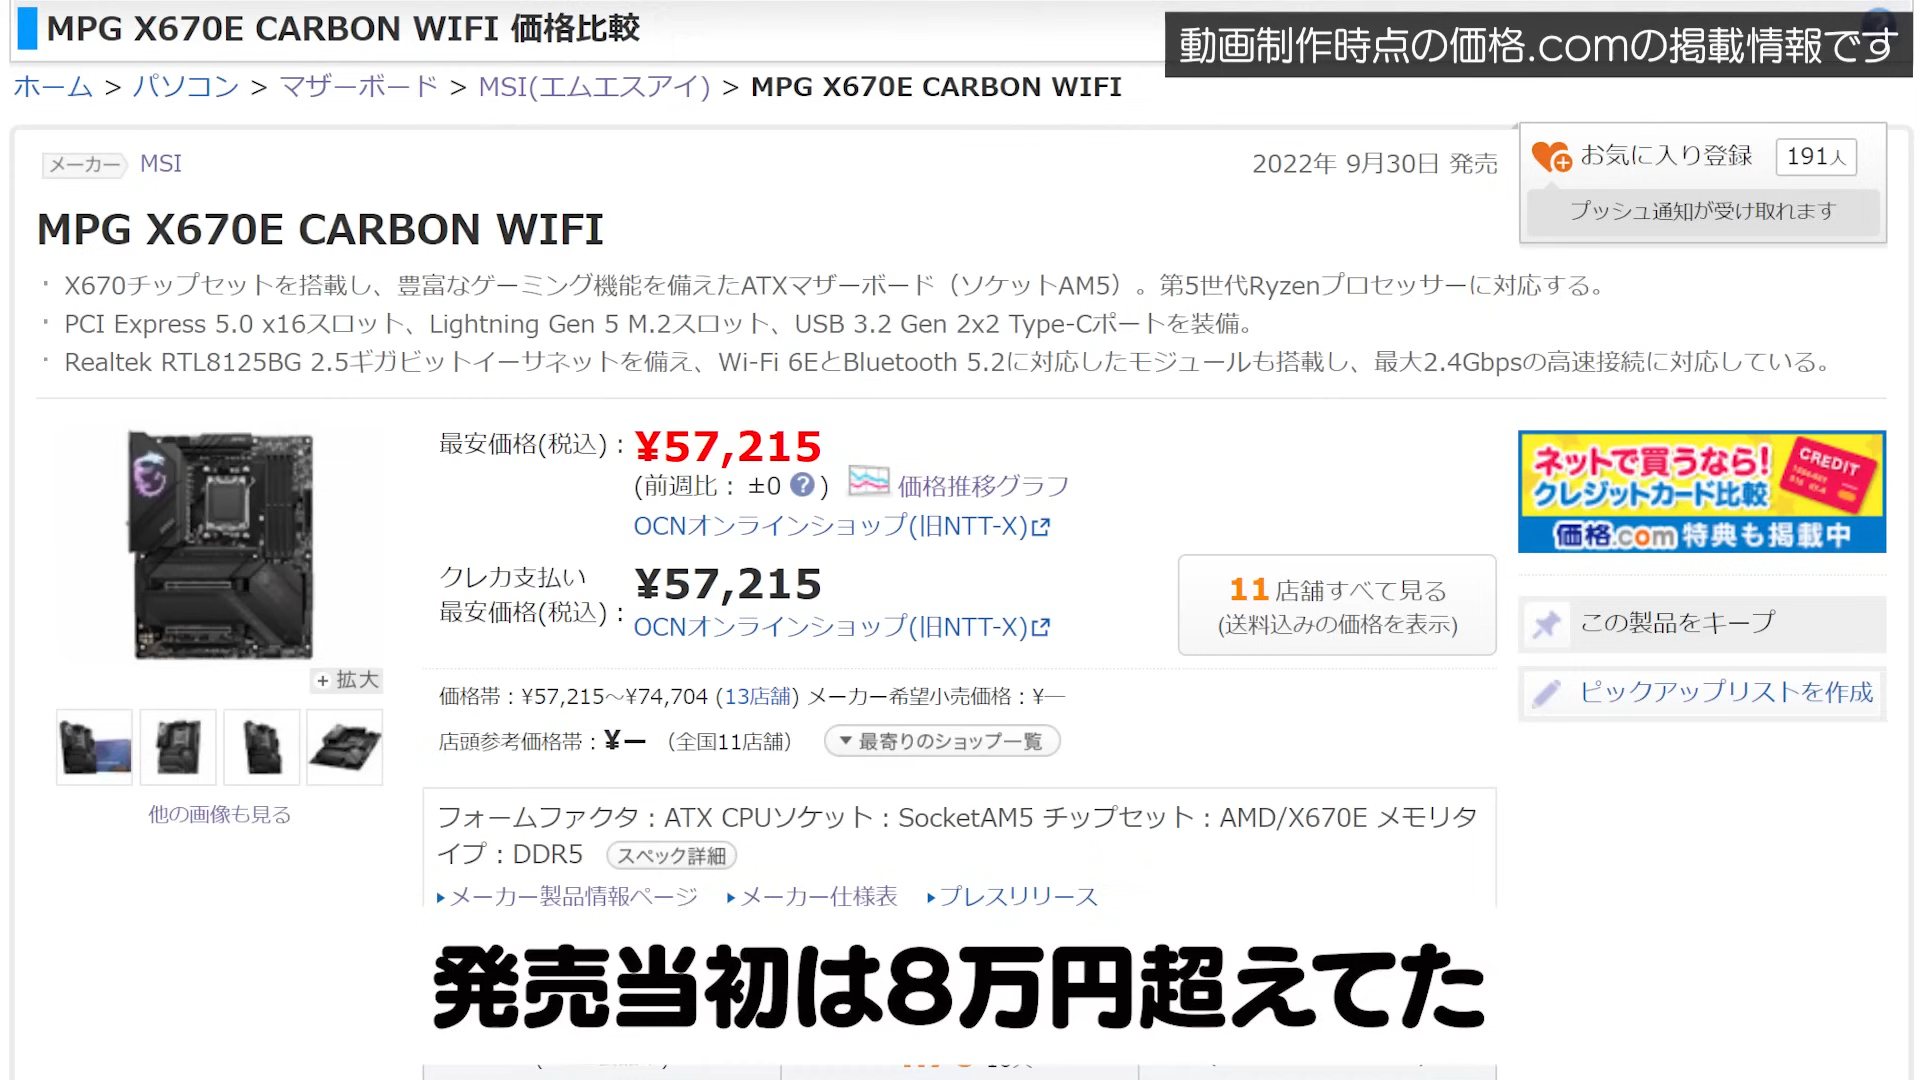 MPG X670E CARBON WIFI 価格比較
動画制作時点の価格.comの掲載情報です
ホーム > パソコン > マザーボード > MSI(エムエスアイ) > MPG X670E CARBON WIFI
メーカー MSI
2022年 9月30日 発売
お気に入り登録 191人
プッシュ通知が受け取れます
MPG X670E CARBON WIFI
・ X670チップセットを搭載し、豊富なゲーミング機能を備えたATXマザーボード（ソケットAM5）。第5世代Ryzenプロセッサーに対応する。
・ PCI Express 5.0 x16スロット、Lightning Gen 5 M.2スロット、USB 3.2 Gen 2x2 Type-Cポートを装備。
・ Realtek RTL8125BG 2.5ギガビットイーサネットを備え、Wi-Fi 6EとBluetooth 5.2に対応したモジュールも搭載し、最大2.4Gbpsの高速接続に対応している。
最安価格(税込)：¥57,215
(前週比：±0 ?) 価格推移グラフ
OCNオンラインショップ(旧NTT-X)
クレカ支払い
最安価格(税込)：
¥57,215
OCNオンラインショップ(旧NTT-X)
11店舗すべて見る
(送料込みの価格を表示)
ネットで買うなら!
クレジットカード比較
CREDIT
価格.com 特典も掲載中
この製品をキープ
ピックアップリストを作成
+ 拡大
他の画像も見る
価格帯：¥57,215～¥74,704 (13店舗) メーカー希望小売価格：¥―
店頭参考価格帯：¥― （全国11店舗） ▼最寄りのショップ一覧
フォームファクタ：ATX CPUソケット：SocketAM5 チップセット：AMD/X670E メモリタ
イプ：DDR5 スペック詳細
メーカー製品情報ページ メーカー仕様表 プレスリリース
発売当初は8万円超えてた